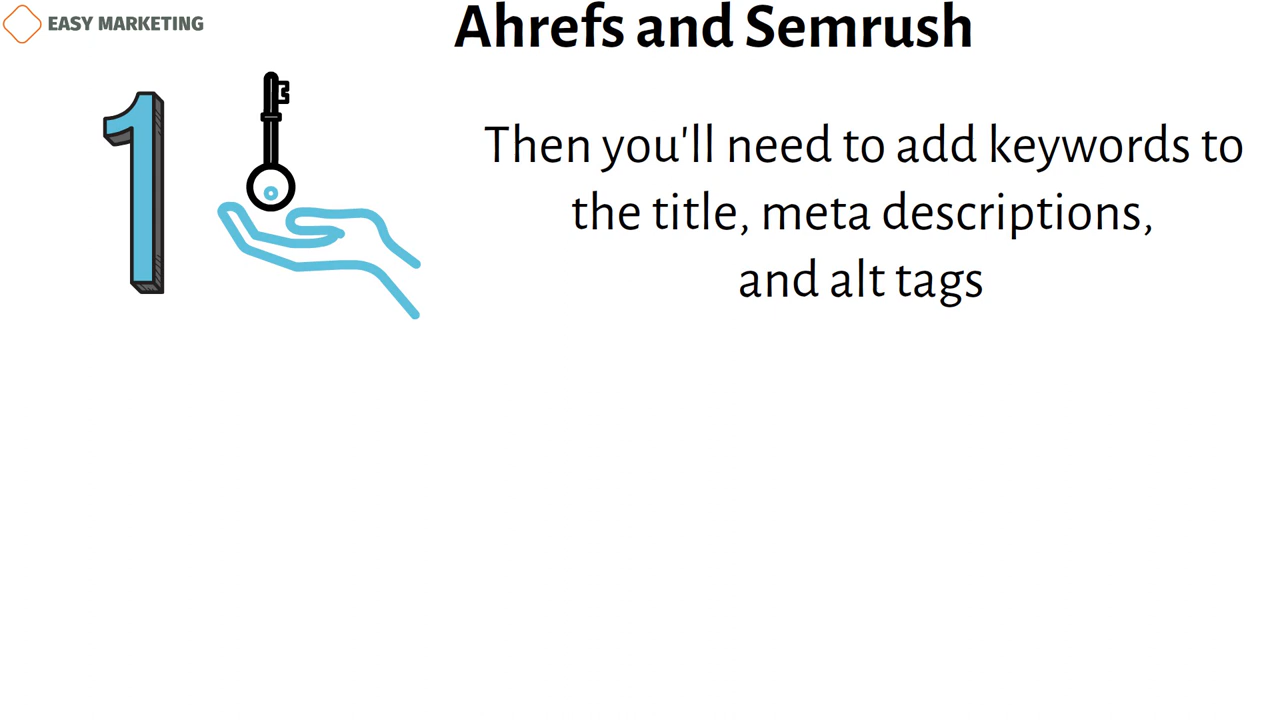 EASY MARKETING
Ahrefs and Semrush
1
Then you'll need to add keywords to
the title, meta descriptions,
and alt tags